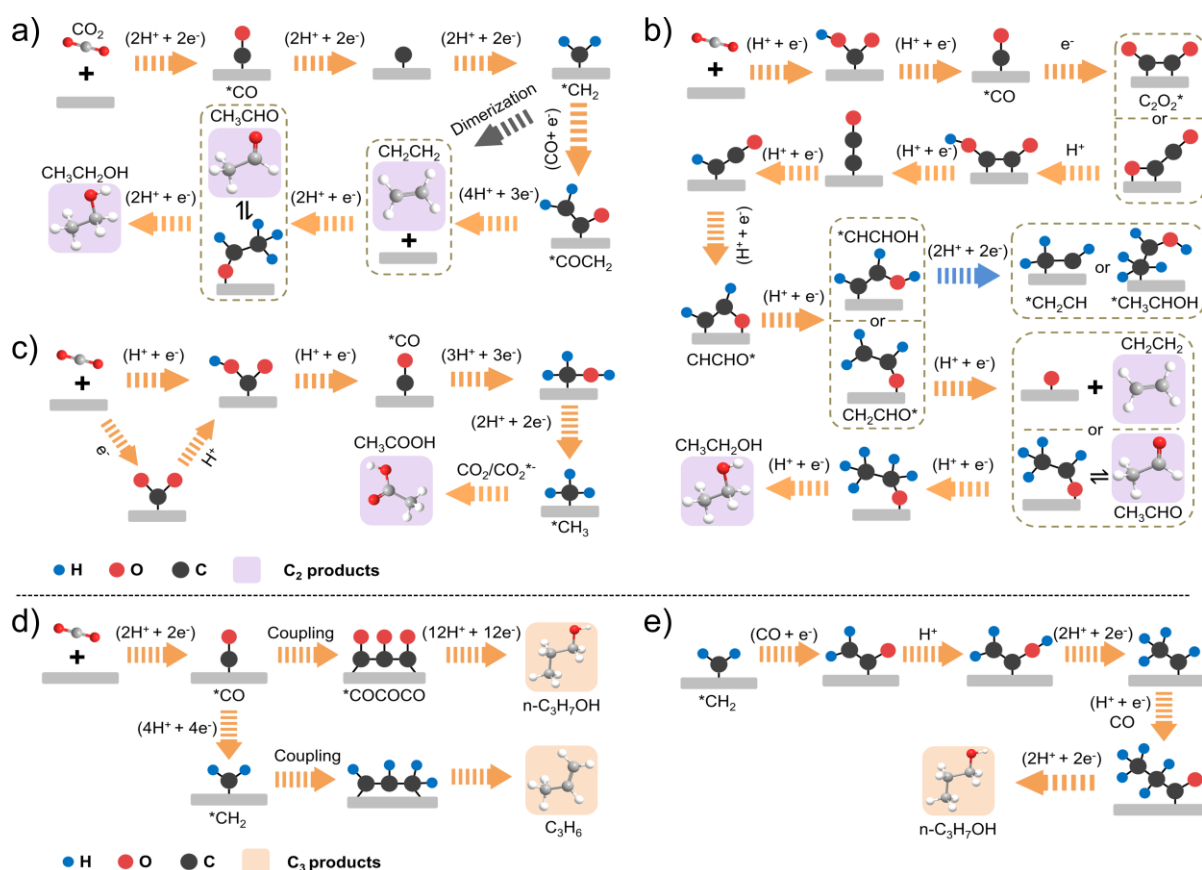 a)
CO₂
(2H⁺ + 2e⁻)
(2H⁺ + 2e⁻)
(2H⁺ + 2e⁻)
+
*CO
*CH₂
Dimerization
(CO+ e⁻)
CH₃CHO
CH₂CH₂
CH₃CH₂OH
(2H⁺ + e⁻)
⇌
(2H⁺ + e⁻)
+
(4H⁺ + 3e⁻)
*COCH₂
b)
+
(H⁺ + e⁻)
(H⁺ + e⁻)
e⁻
*CO
C₂O₂*
or
(H⁺ + e⁻)
(H⁺ + e⁻)
H⁺
(H⁺ + e⁻)
*CHCHOH
(2H⁺ + 2e⁻)
or
*CH₂CH
*CH₃CHOH
(H⁺ + e⁻)
or
CHCHO*
CH₂CHO*
(H⁺ + e⁻)
CH₂CH₂
+
or
CH₃CH₂OH
(H⁺ + e⁻)
(H⁺ + e⁻)
⇌
CH₃CHO
c)
+
(H⁺ + e⁻)
(H⁺ + e⁻)
*CO
(3H⁺ + 3e⁻)
e⁻
H⁺
(2H⁺ + 2e⁻)
CH₃COOH
CO₂/CO₂*⁻
*CH₃
H O C C₂ products
d)
+
(2H⁺ + 2e⁻)
Coupling
(12H⁺ + 12e⁻)
*CO
*COCOCO
n-C₃H₇OH
(4H⁺ + 4e⁻)
Coupling
*CH₂
C₃H₆
H O C C₃ products
e)
(CO + e⁻)
H⁺
(2H⁺ + 2e⁻)
*CH₂
(H⁺ + e⁻)
CO
(2H⁺ + 2e⁻)
n-C₃H₇OH